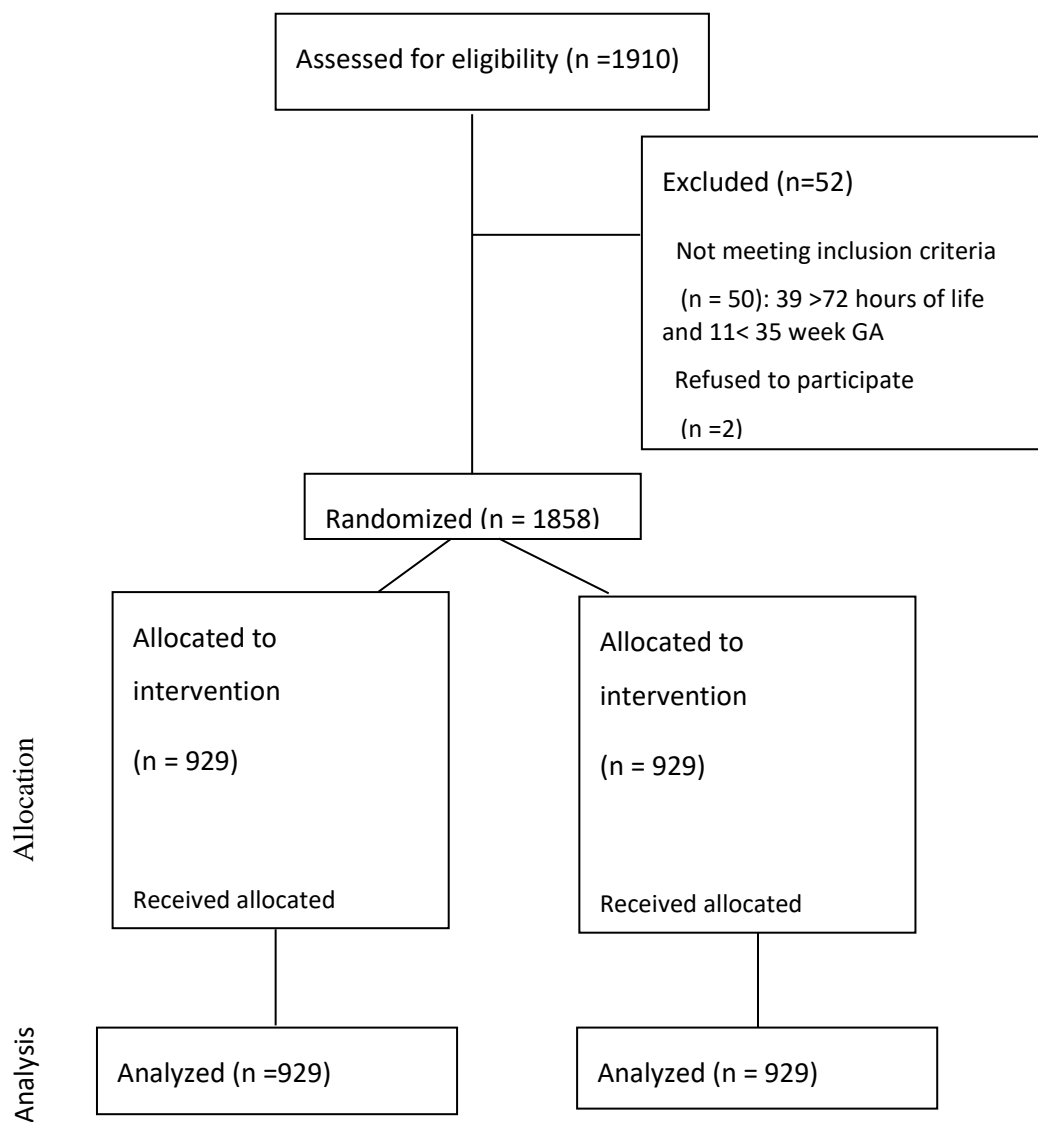 Assessed for eligibility (n =1910)
Excluded (n=52)
Not meeting inclusion criteria
(n = 50): 39 >72 hours of life
and 11< 35 week GA
Refused to participate
(n =2)
Randomized (n = 1858)
Allocated to
intervention
(n = 929)
Received allocated
Allocated to
intervention
(n = 929)
Received allocated
Allocation
Analyzed (n =929)
Analyzed (n = 929)
Analysis